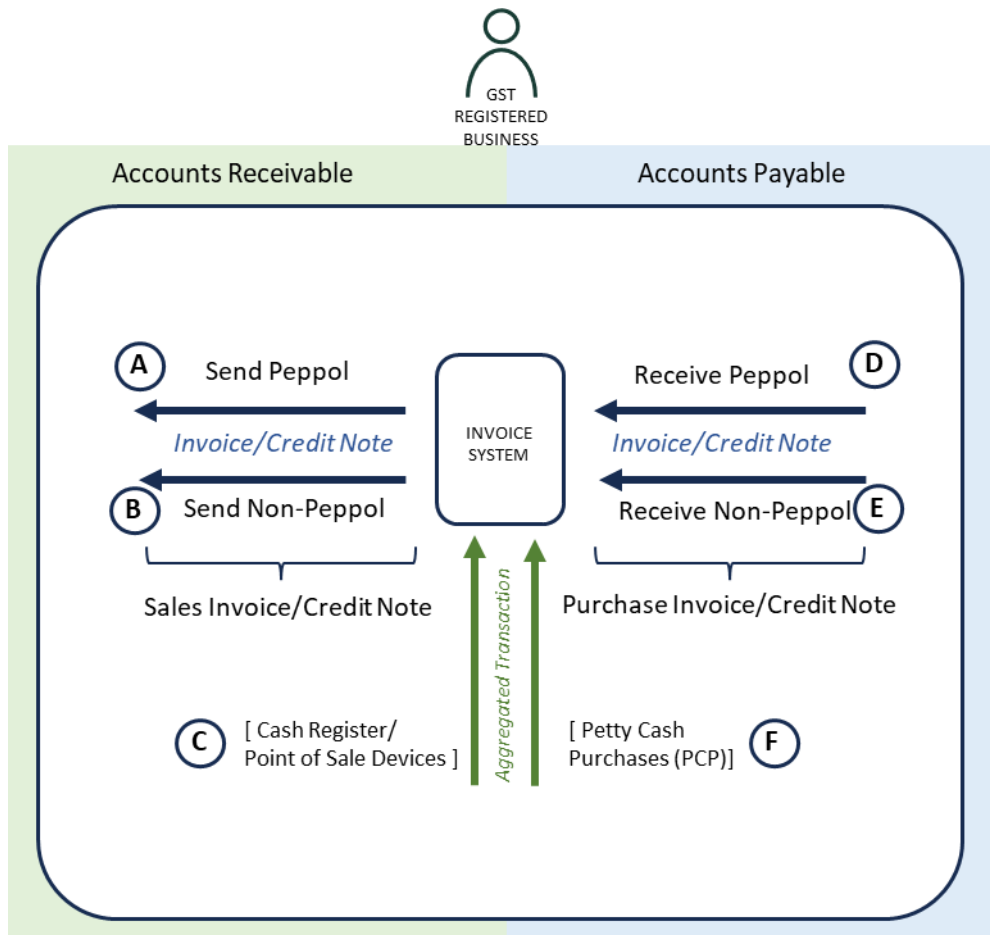 GST
REGISTERED
BUSINESS
Accounts Receivable
Accounts Payable
A
Send Peppol
Invoice/Credit Note
B
Send Non-Peppol
Sales Invoice/Credit Note
INVOICE
SYSTEM
Receive Peppol
D
Invoice/Credit Note
Receive Non-Peppol
E
Purchase Invoice/Credit Note
C
[ Cash Register/
Point of Sale Devices ]
Aggregated Transaction
[ Petty Cash
Purchases (PCP)]
F